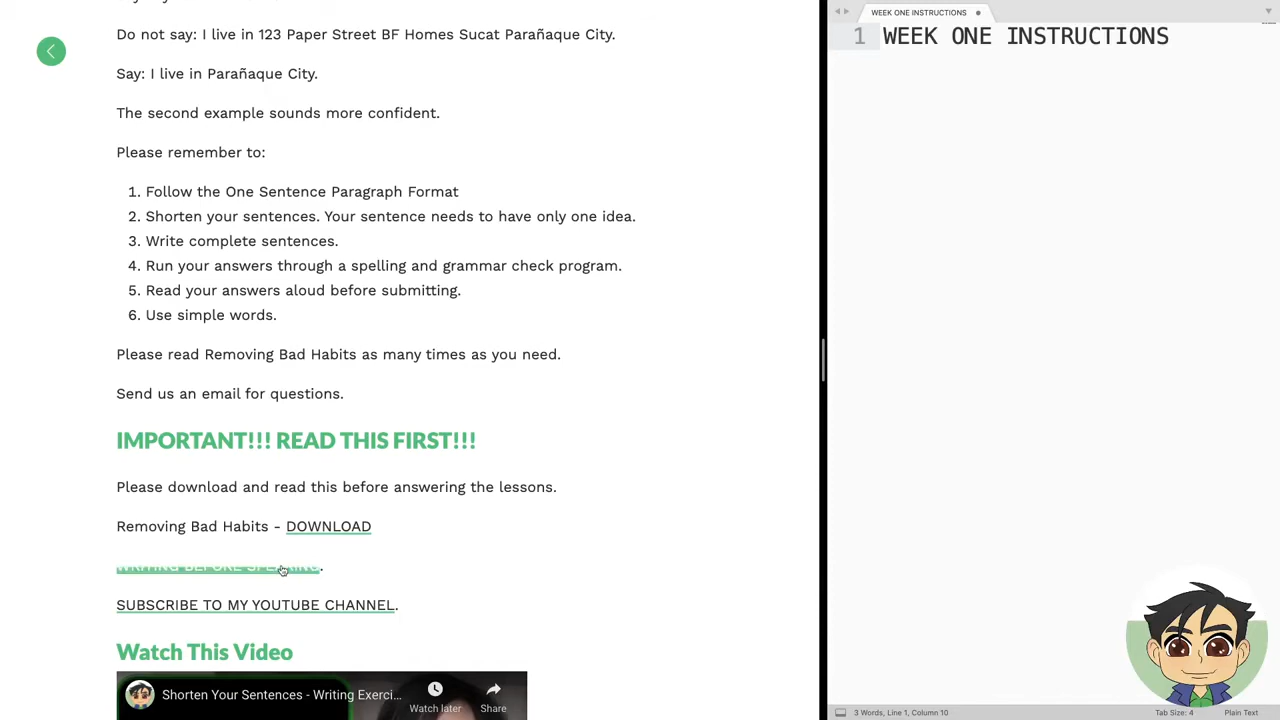 Do not say: I live in 123 Paper Street BF Homes Sucat Parañaque City.
Say: I live in Parañaque City.
The second example sounds more confident.
Please remember to:
1. Follow the One Sentence Paragraph Format
2. Shorten your sentences. Your sentence needs to have only one idea.
3. Write complete sentences.
4. Run your answers through a spelling and grammar check program.
5. Read your answers aloud before submitting.
6. Use simple words.
Please read Removing Bad Habits as many times as you need.
Send us an email for questions.
IMPORTANT!!! READ THIS FIRST!!!
Please download and read this before answering the lessons.
Removing Bad Habits - DOWNLOAD
WRITING BEFORE SPEAKING.
SUBSCRIBE TO MY YOUTUBE CHANNEL.
Watch This Video
Shorten Your Sentences - Writing Exerci...
Watch later
Share
WEEK ONE INSTRUCTIONS
1 WEEK ONE INSTRUCTIONS
3 Words, Line 1, Column 10
Tab Size: 4
Plain Text